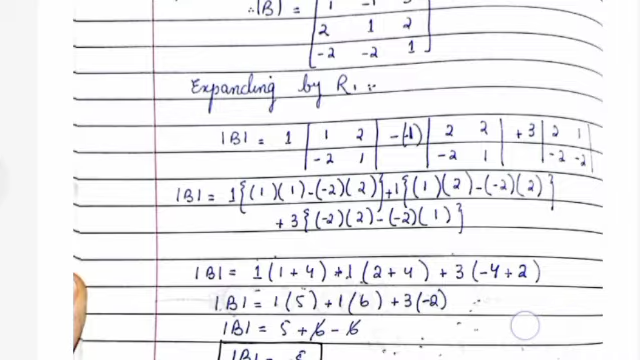 ∴|B| = [1 -1 3
2 1 2
-2 -2 1]
Expanding by R₁ :-
|B| = 1 |1 2 -2 1| -(-1) |2 2 -2 1| +3 |2 1 -2 -2|
|B| = 1{(1)(1)-(-2)(2)}+1{(1)(2)-(-2)(2)}
+ 3{(-2)(2)-(-2)(1)}
|B| = 1(1+4) +1(2+4) + 3(-4+2)
|B| = 1(5)+1(6)+3(-2)
|B| = 5 + 6 - 6
|B| = 5